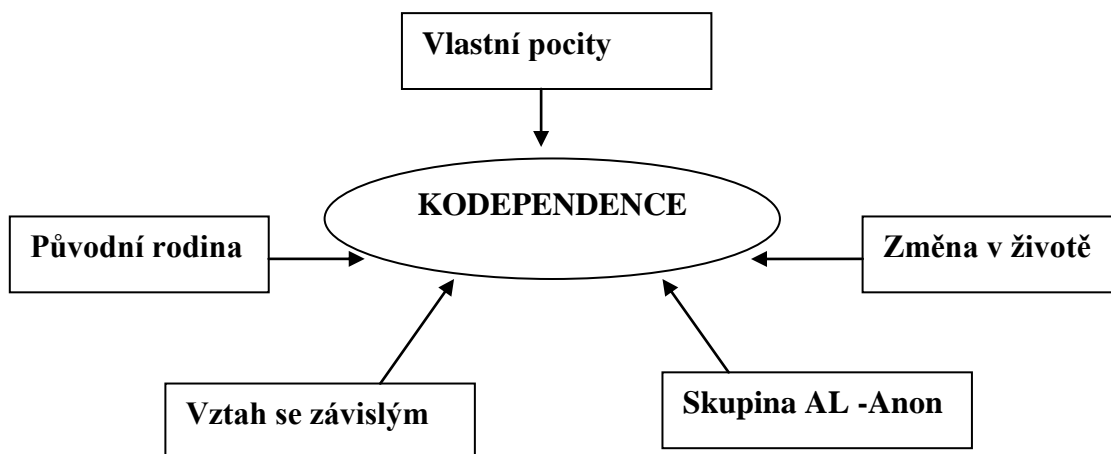 Vlastní pocity
KODEPENDENCE
Původní rodina
Změna v životě
Vztah se závislým
Skupina AL -Anon